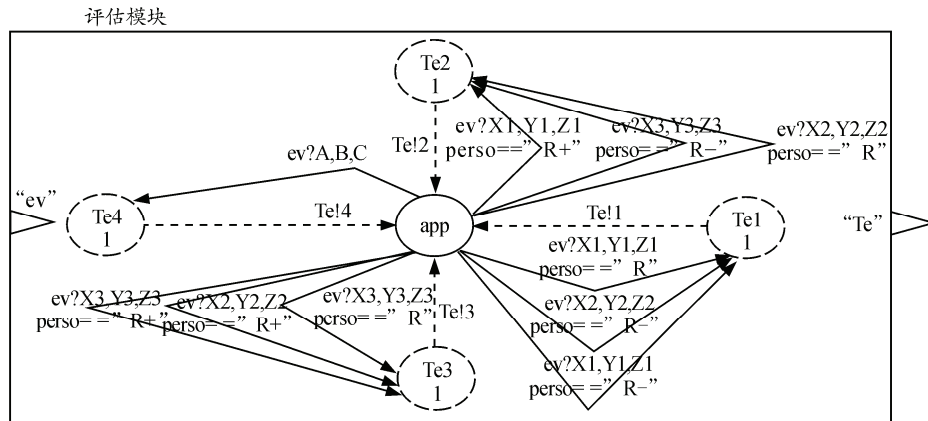 评估模块
Te2
1
ev?X1,Y1,Z1
perso==” R+”
ev?X3,Y3,Z3
perso= =” R−”
ev?X2,Y2,Z2
perso= =” R”
Te!2
ev?A,B,C
“ev”
Te4
1
Te!4
app
Te!1
Te1
1
“Te”
ev?X1,Y1,Z1
perso= =” R”
ev?X2,Y2,Z2
perso= =” R−”
ev?X1,Y1,Z1
perso= =” R−”
ev?X3,Y3,Z3
perso= =” R+”
ev?X2,Y2,Z2
perso= =” R+”
ev?X3,Y3,Z3
perso= =” R”
Te!3
Te3
1